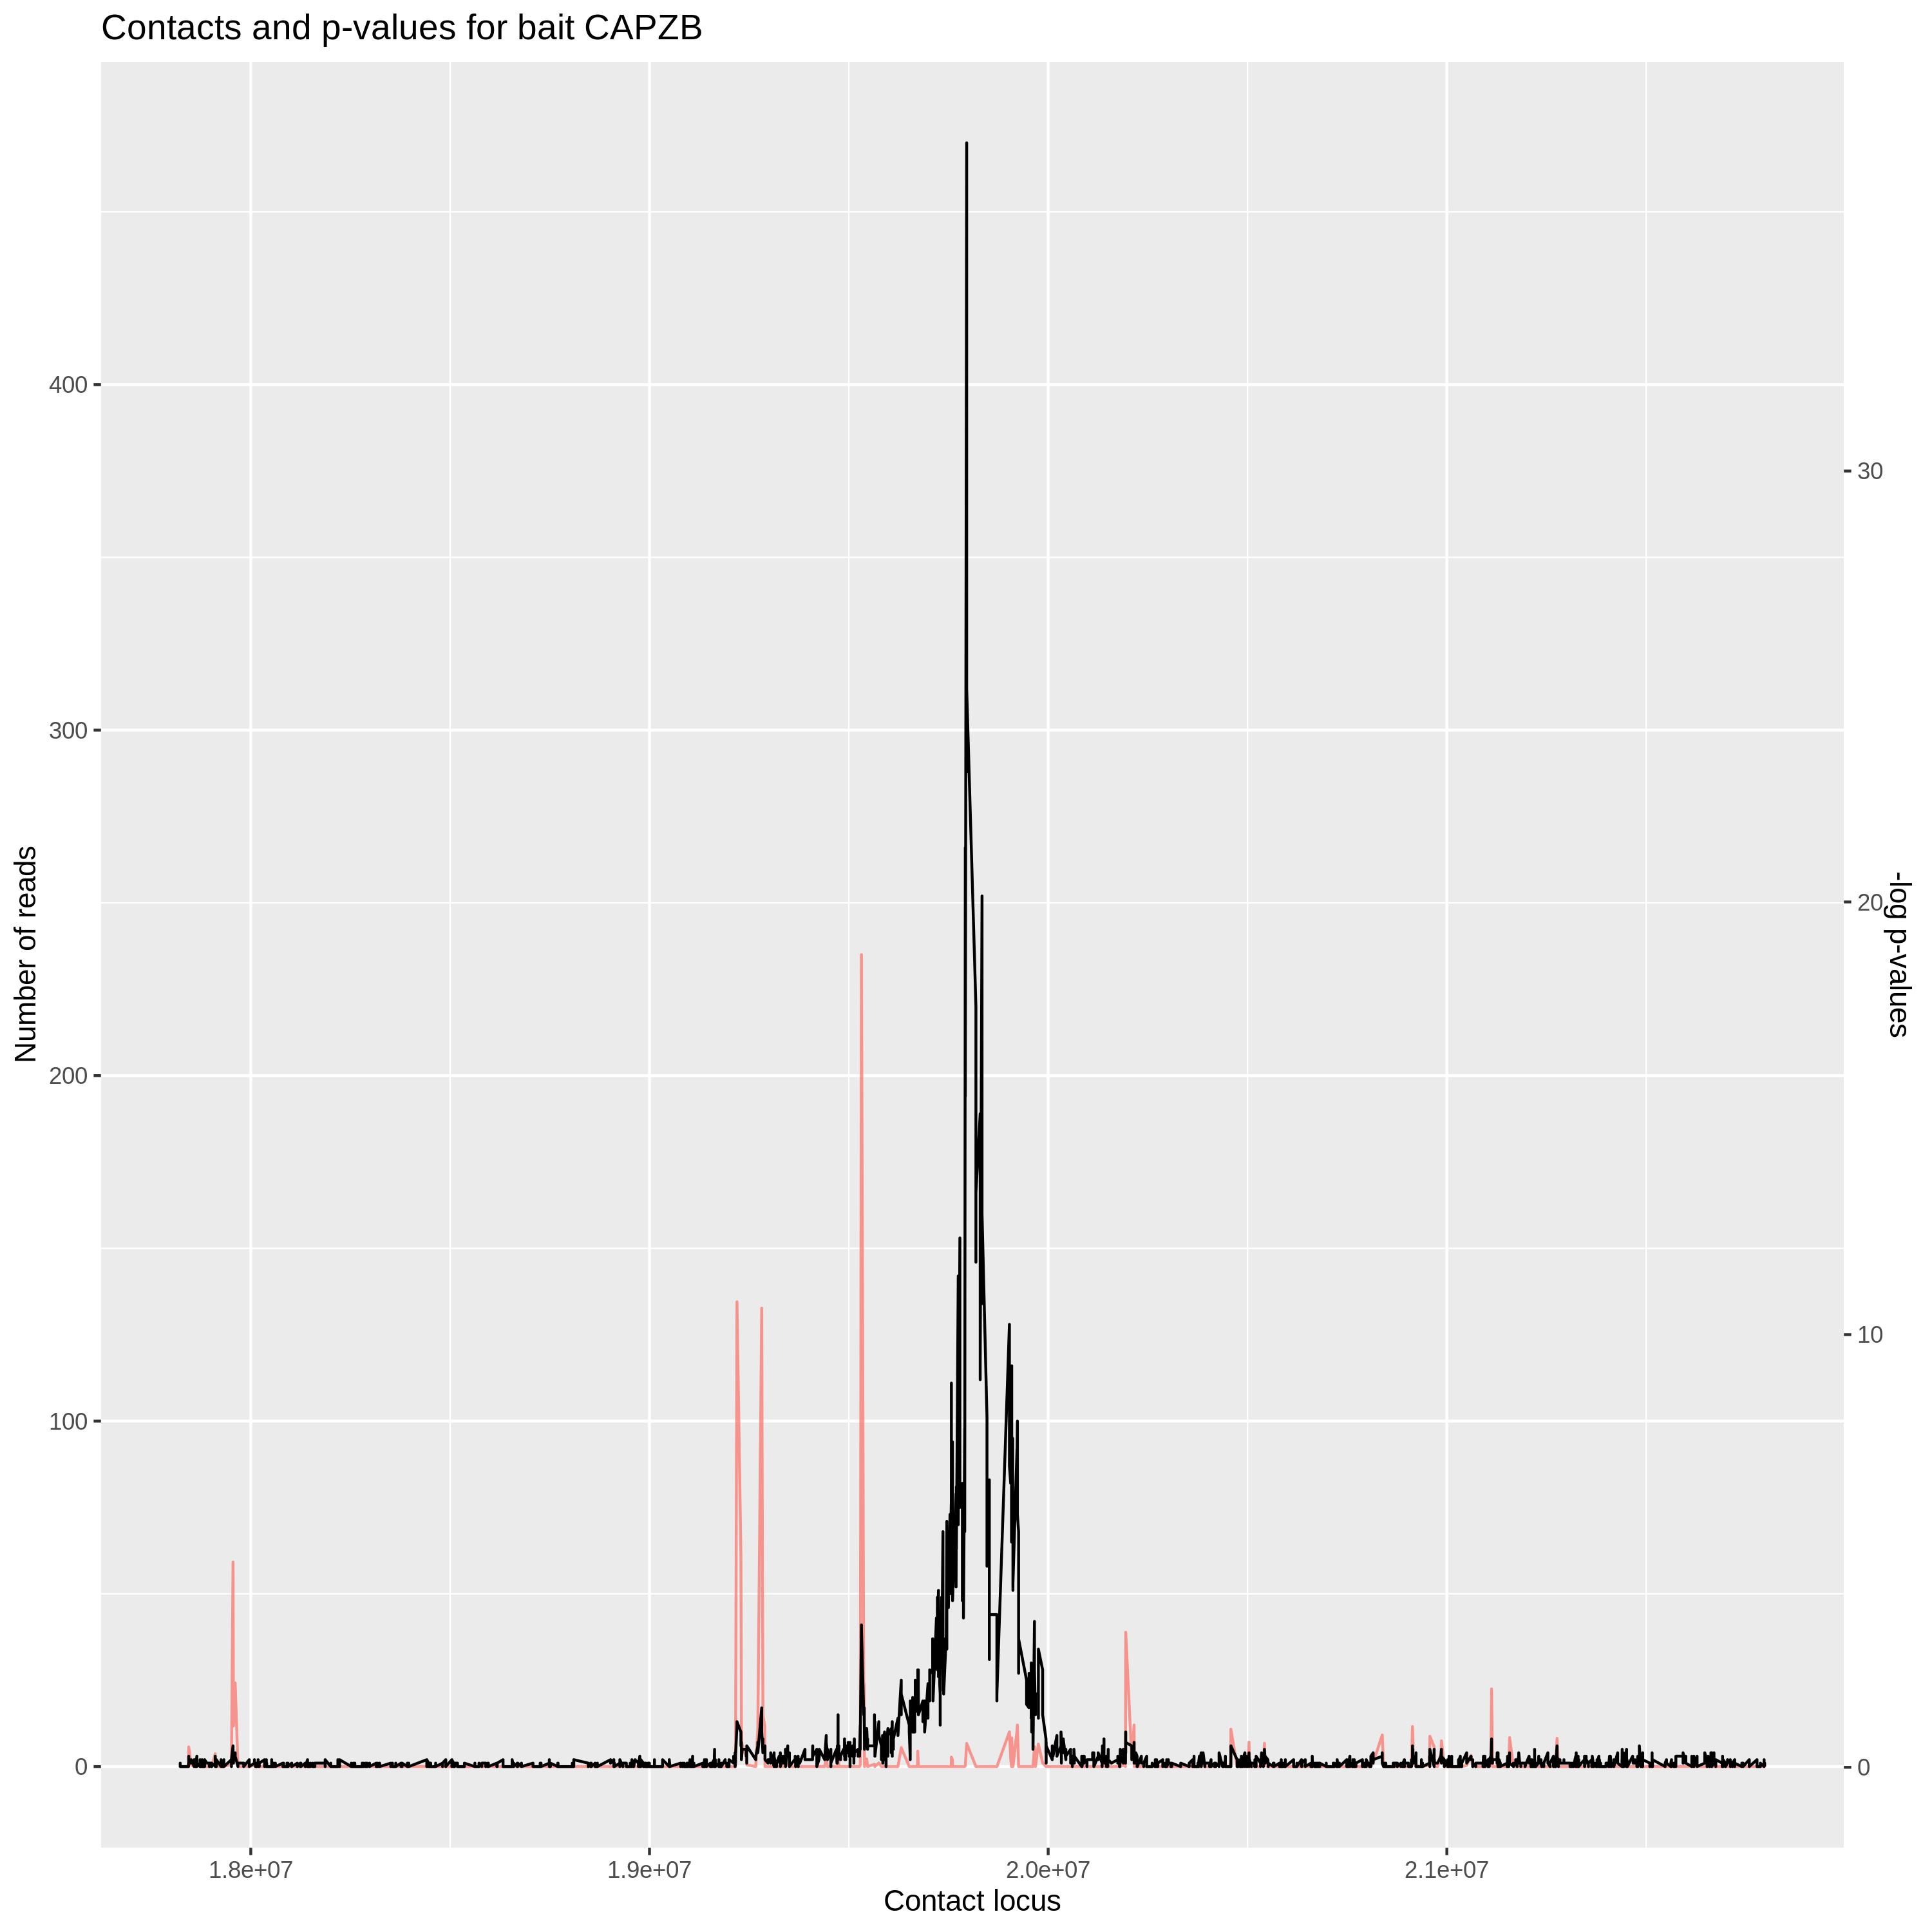 Contacts and p-values for bait CAPZB
400
300
200
100
0
Number of reads
30
20
10
0
-log p-values
1.8e+07 1.9e+07 2.0e+07 2.1e+07
Contact locus